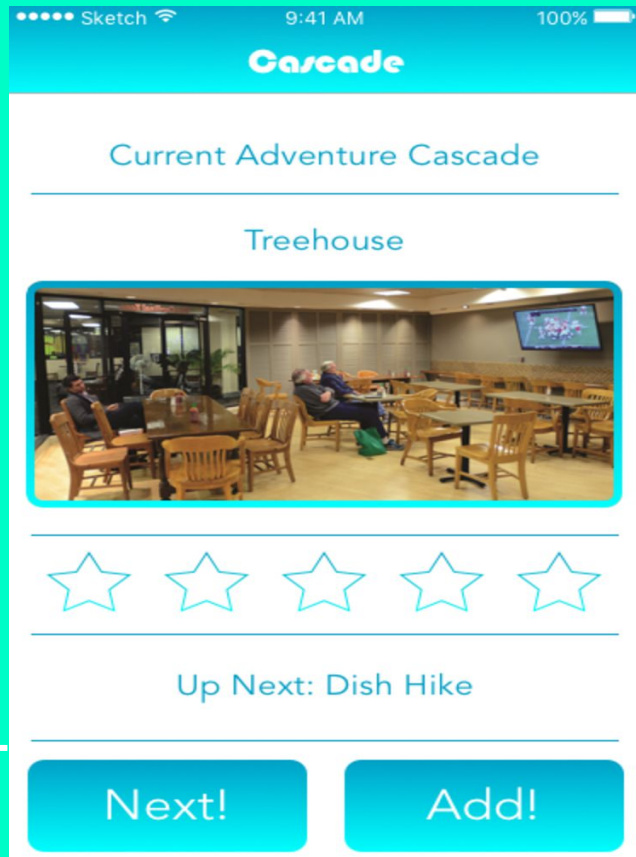 Sketch 9:41 AM 100%
Cascade
Current Adventure Cascade
Treehouse
Up Next: Dish Hike
Next! Add!